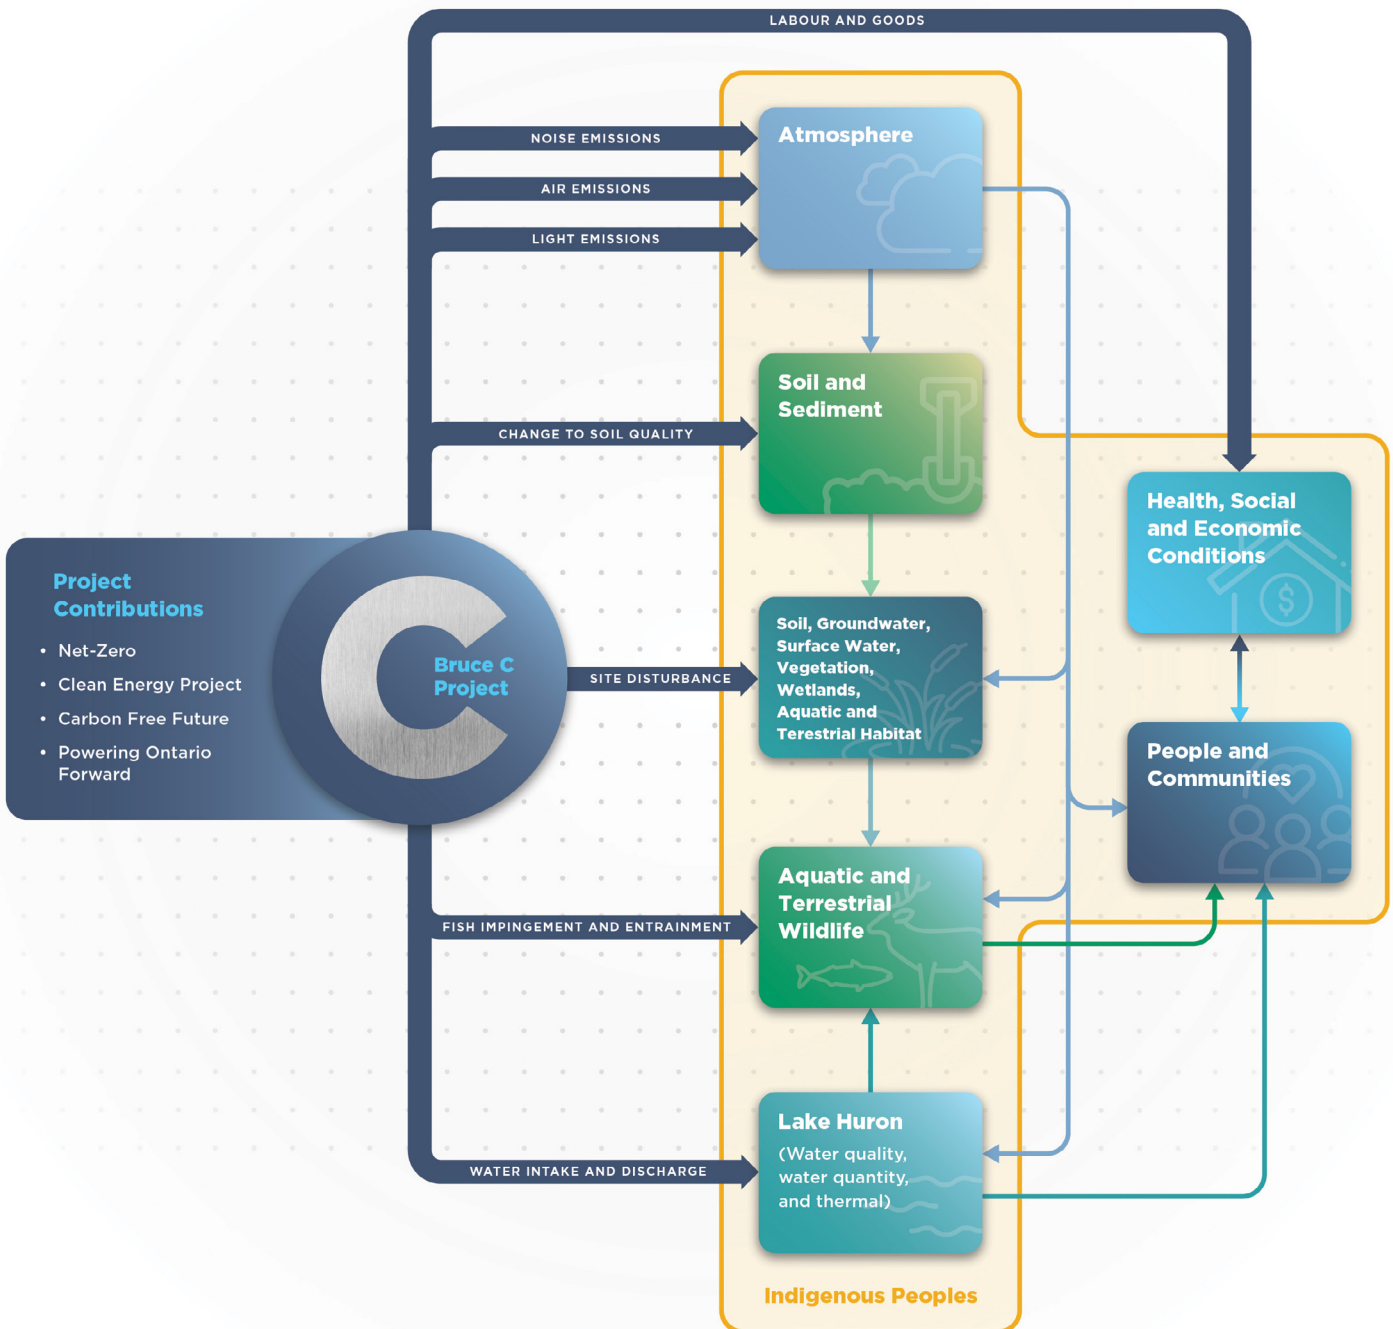 LABOUR AND GOODS
NOISE EMISSIONS
AIR EMISSIONS
LIGHT EMISSIONS
Atmosphere
CHANGE TO SOIL QUALITY
Soil and
Sediment
Health, Social
and Economic
Conditions
$
Project
Contributions
• Net-Zero
• Clean Energy Project
• Carbon Free Future
• Powering Ontario
Forward
Bruce C
Project
SITE DISTURBANCE
Soil, Groundwater,
Surface Water,
Vegetation,
Wetlands,
Aquatic and
Terestrial Habitat
People and
Communities
FISH IMPINGEMENT AND ENTRAINMENT
Aquatic and
Terrestrial
Wildlife
WATER INTAKE AND DISCHARGE
Lake Huron
(Water quality,
water quantity,
and thermal)
Indigenous Peoples